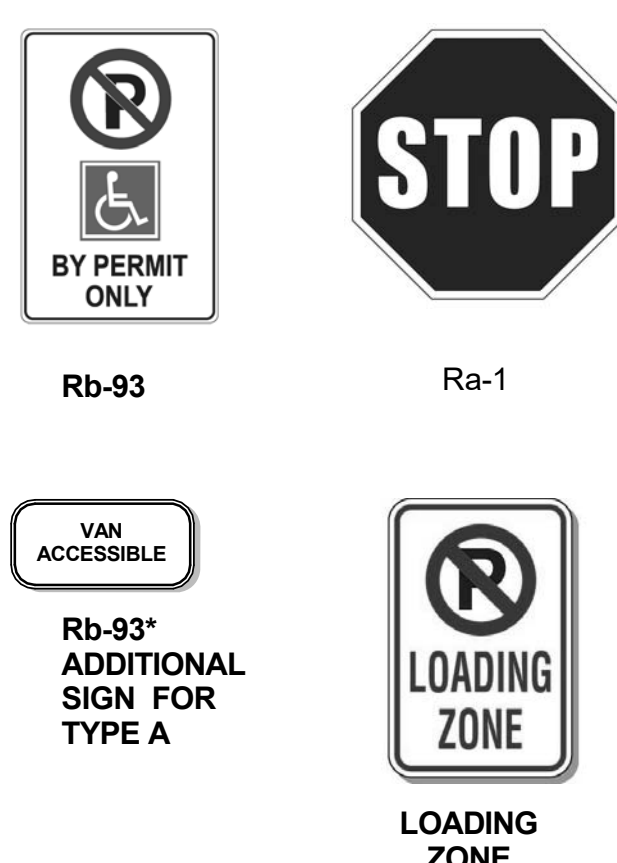 P
BY PERMIT
ONLY
Rb-93
STOP
Ra-1
VAN
ACCESSIBLE
Rb-93*
ADDITIONAL
SIGN FOR
TYPE A
P
LOADING
ZONE
LOADING
ZONE